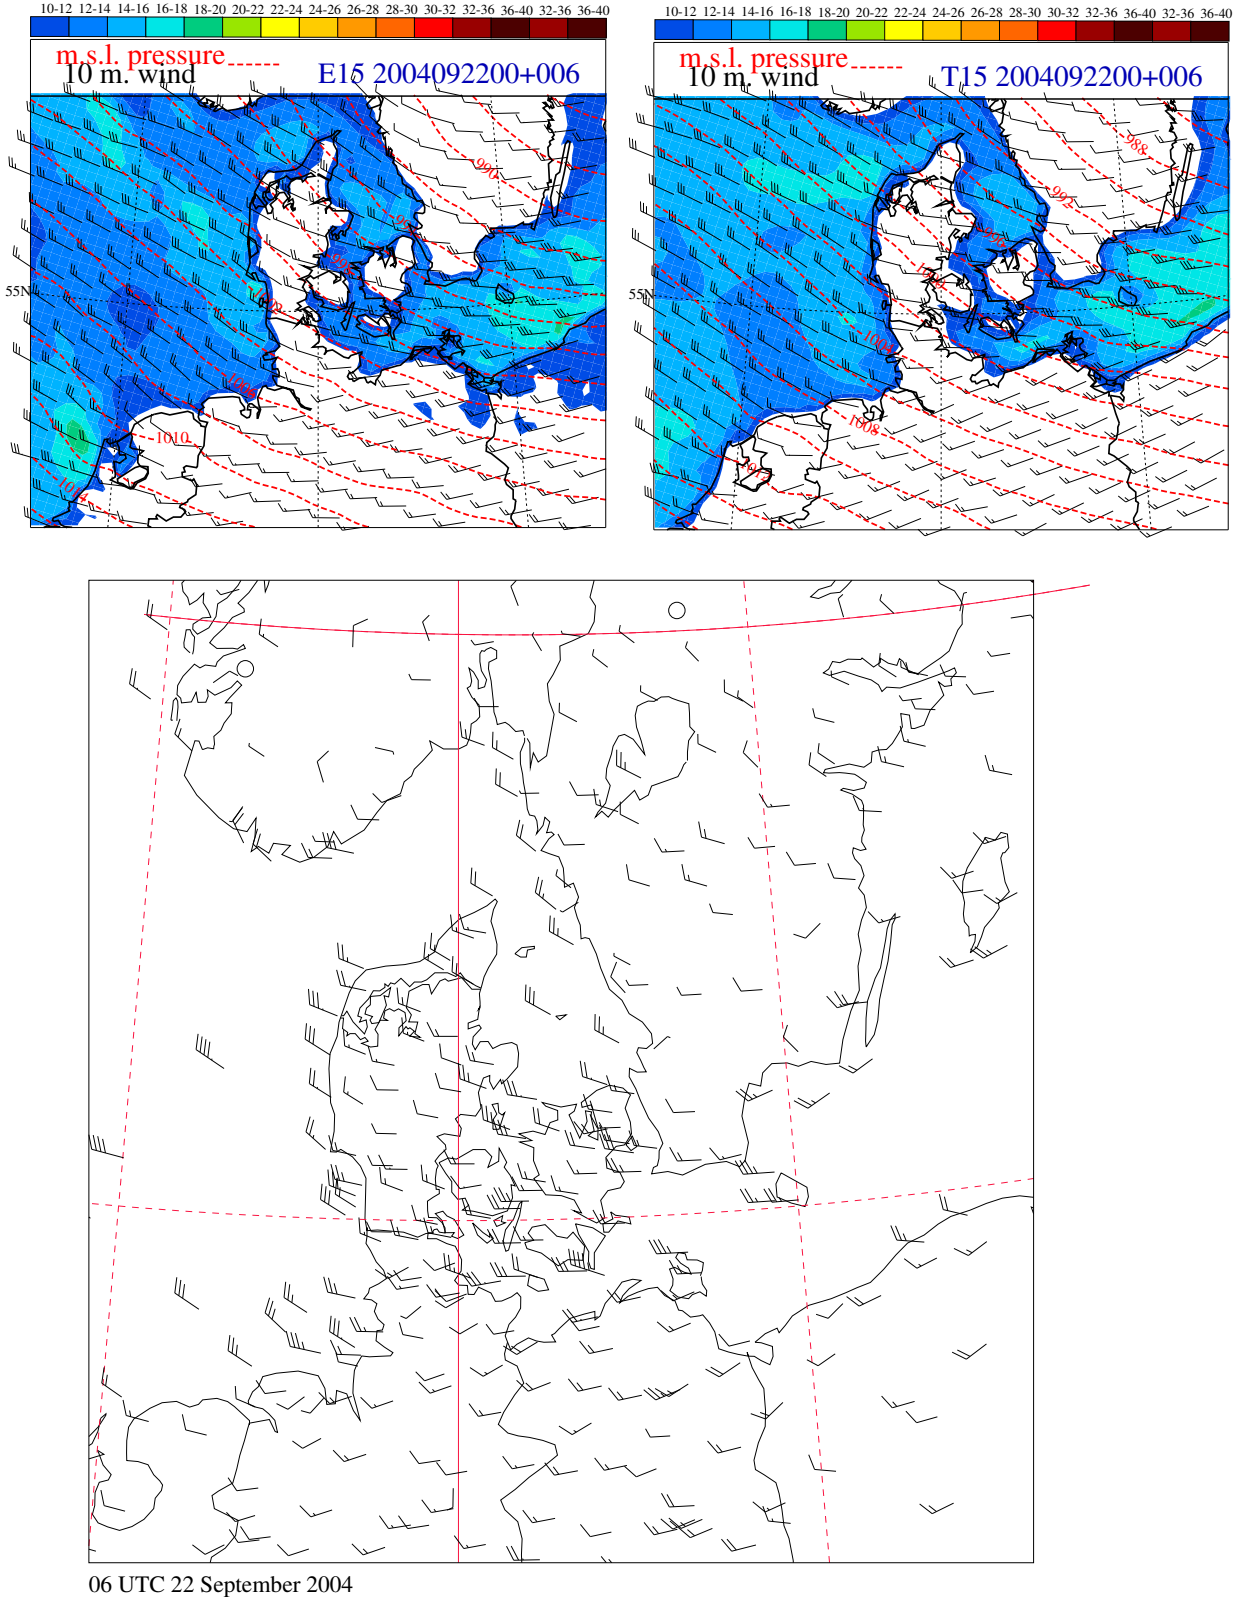 10-12 12-14 14-16 16-18 18-20 20-22 22-24 24-26 26-28 28-30 30-32 32-36 36-40 32-36 36-40
m.s.l. pressure
10 m. wind
E15 2004092200+006
990
55N
1010
1014
10-12 12-14 14-16 16-18 18-20 20-22 22-24 24-26 26-28 28-30 30-32 32-36 36-40 32-36 36-40
m.s.l. pressure
10 m. wind
T15 2004092200+006
988
992
996
55N
1008
1012
06 UTC 22 September 2004